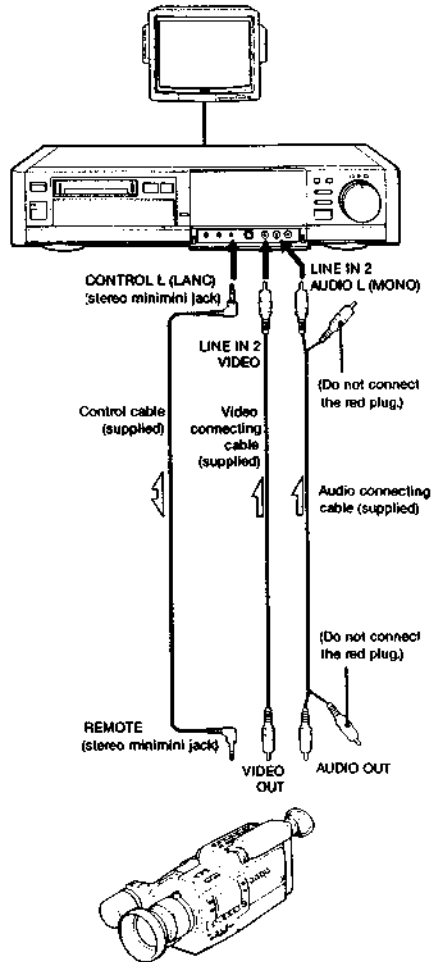 CONTROL L (LANC)
(stereo minimini jack)
LINE IN 2
AUDIO L (MONO)
LINE IN 2
VIDEO
(Do not connect
the red plug.)
Control cable
(supplied)
Video
connecting
cable
(supplied)
Audio connecting
cable (supplied)
(Do not connect
the red plug.)
REMOTE
(stereo minimini jack)
VIDEO
OUT
AUDIO OUT